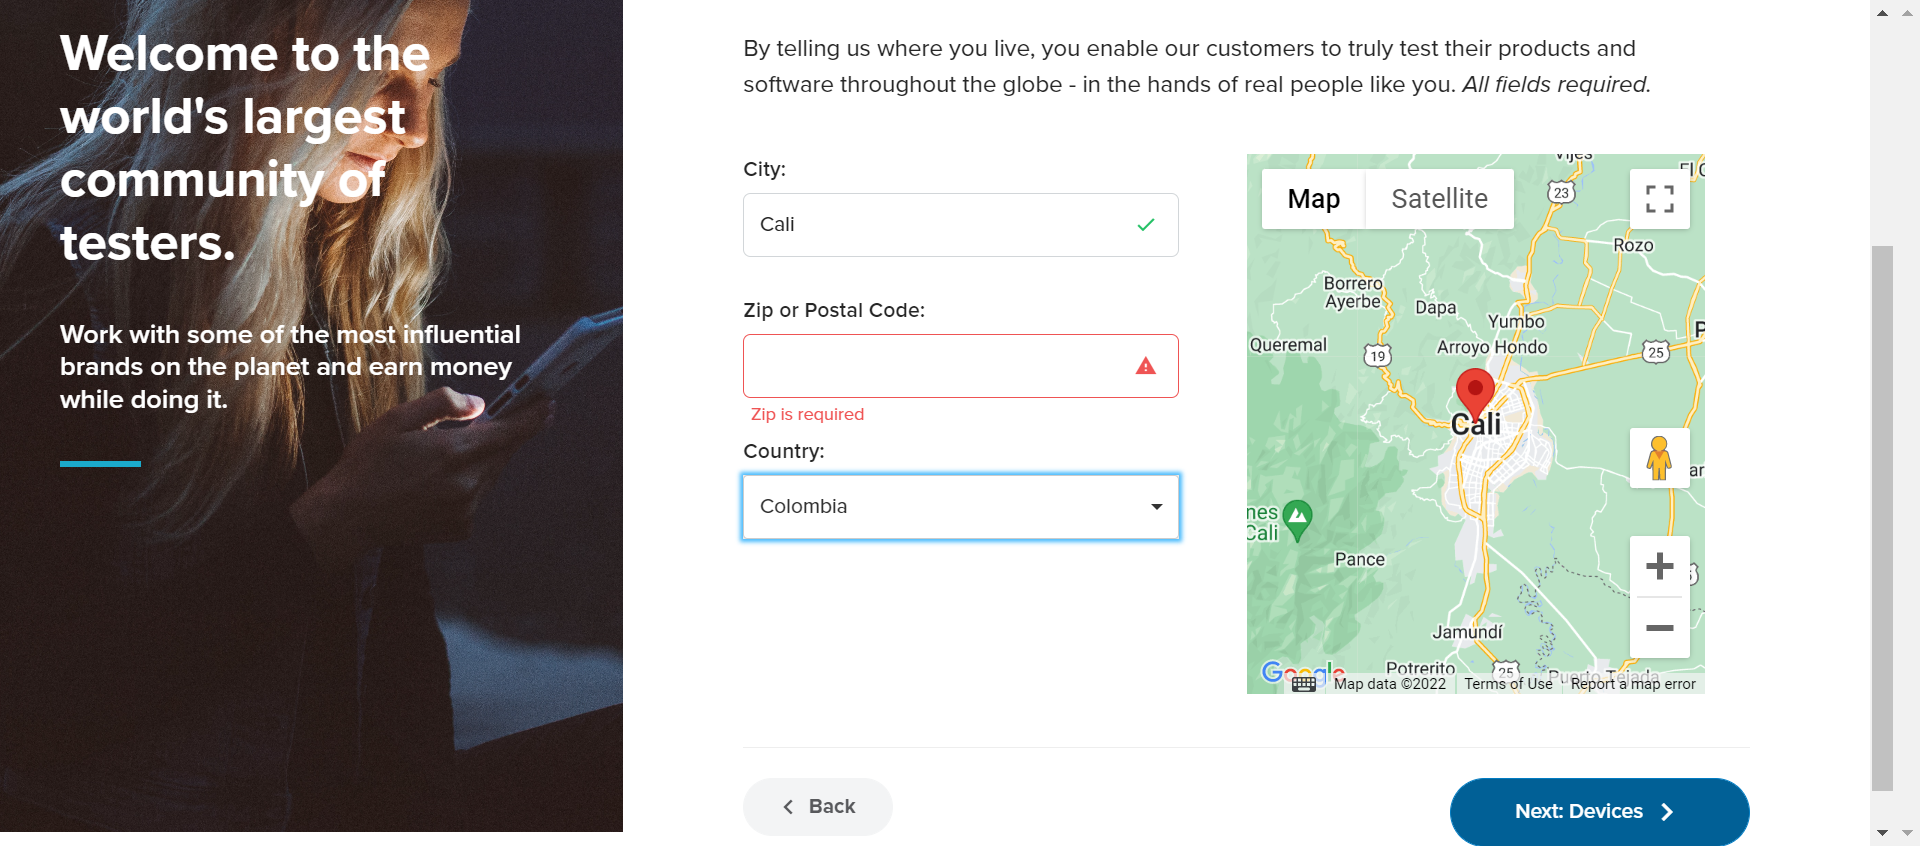 Welcome to the
world's largest
community of
testers.
Work with some of the most influential
brands on the planet and earn money
while doing it.
By telling us where you live, you enable our customers to truly test their products and
software throughout the globe - in the hands of real people like you. All fields required.
City:
Cali
Zip or Postal Code:
Zip is required
Country:
Colombia
Map
Satellite
23
Rozo
Borrero
Ayerbe
Dapa
Yumbo
Queremal
19
Arroyo Hondo
25
Cali
Cali
Pance
Jamundí
Potrerito
25
Puerto Tejada
Google
Map data ©2022
Terms of Use
Report a map error
Back
Next: Devices